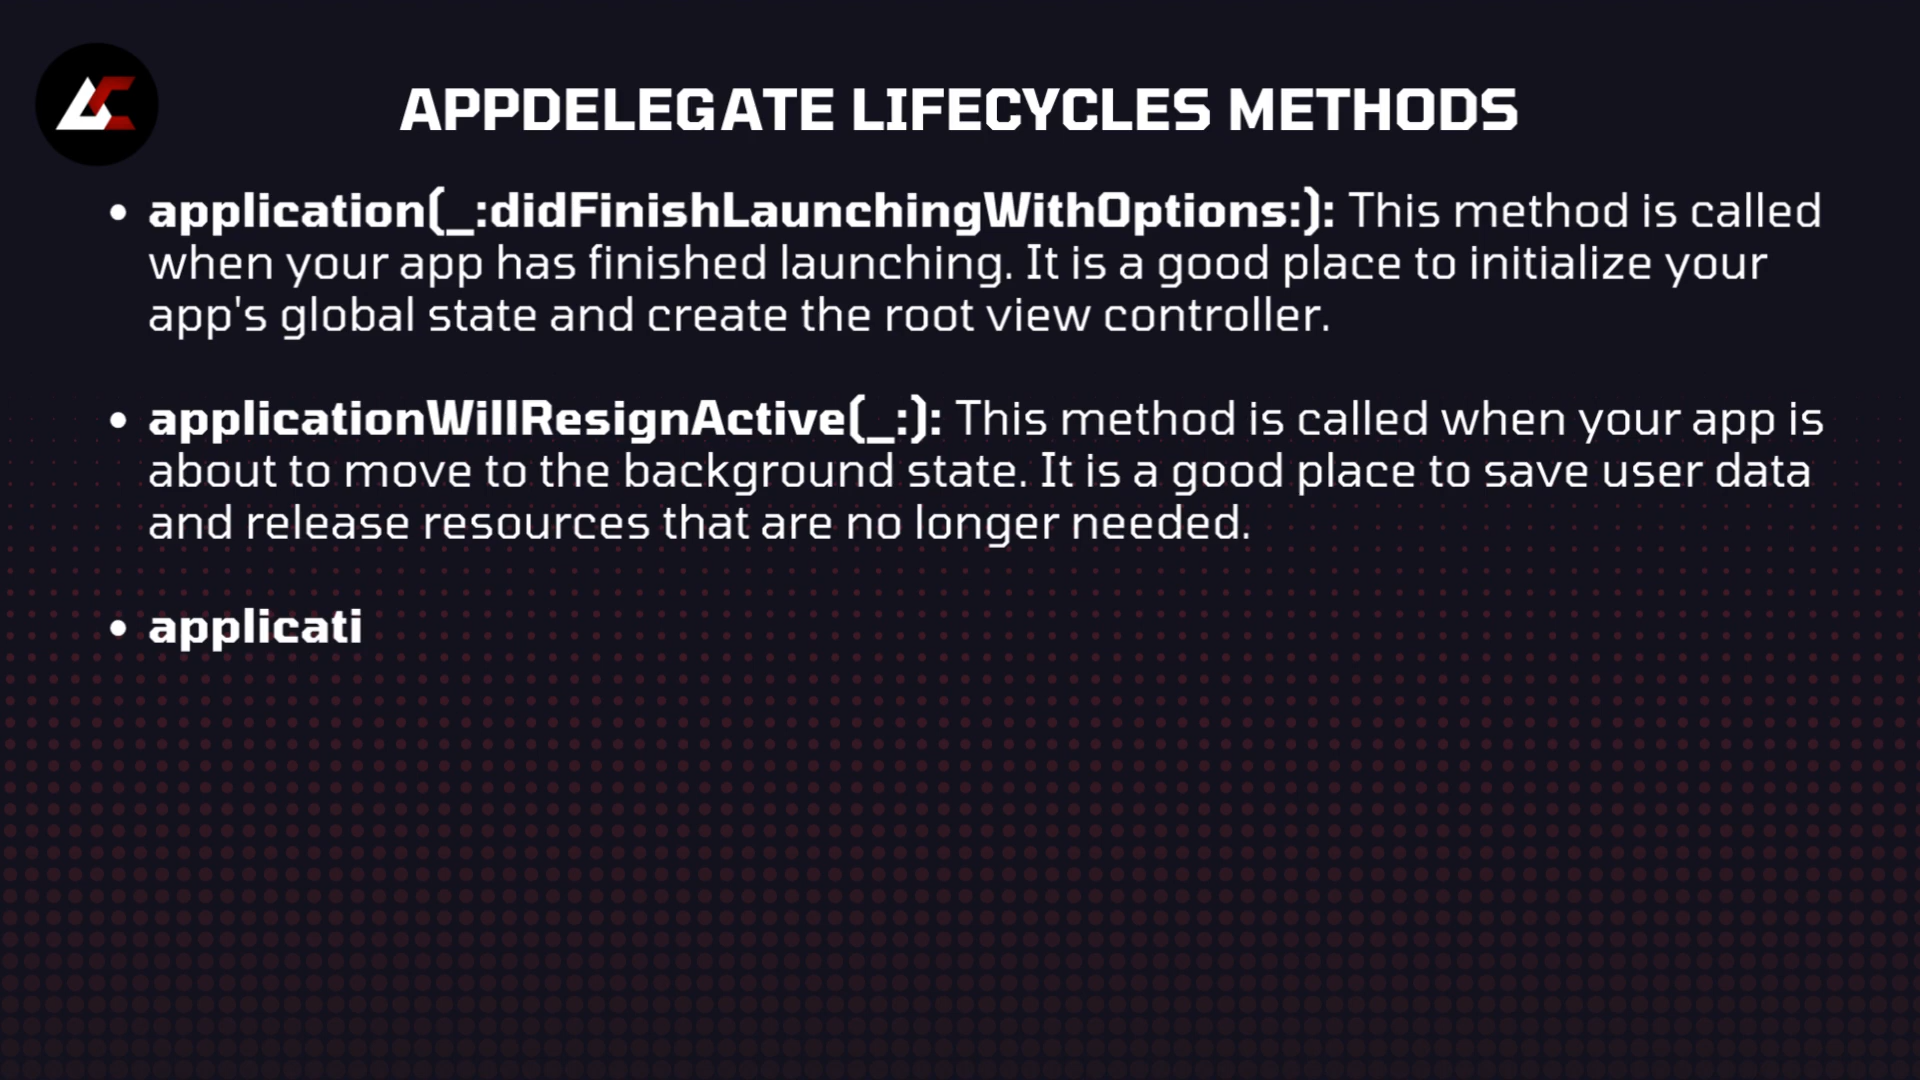 APPDELEGATE LIFECYCLES METHODS
• application(_:didFinishLaunchingWithOptions:): This method is called
when your app has finished launching. It is a good place to initialize your
app's global state and create the root view controller.
• applicationWillResignActive(_:): This method is called when your app is
about to move to the background state. It is a good place to save user data
and release resources that are no longer needed.
• applicati